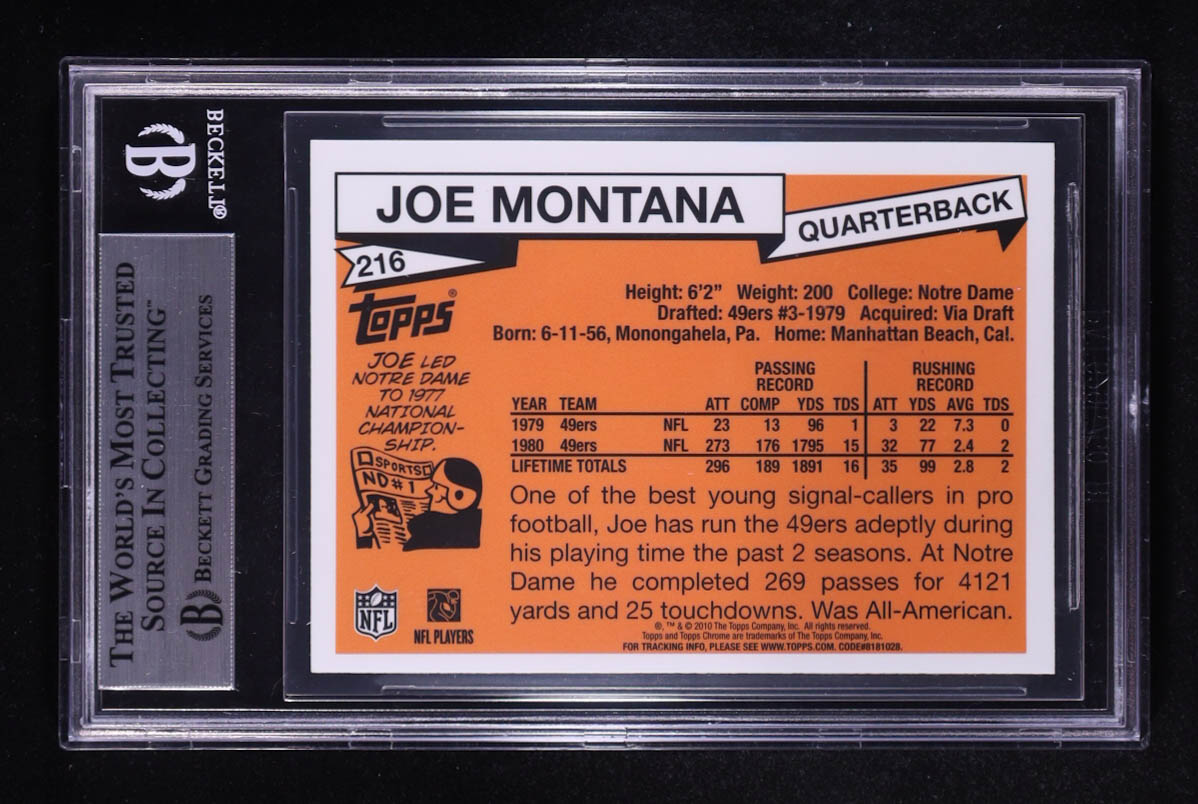 BECKETT®
B
THE WORLD'S MOST TRUSTED
SOURCE IN COLLECTING™
B BECKETT GRADING SERVICES
JOE MONTANA
QUARTERBACK
216
Topps®
Height: 6'2" Weight: 200 College: Notre Dame
Drafted: 49ers #3-1979 Acquired: Via Draft
Born: 6-11-56, Monongahela, Pa. Home: Manhattan Beach, Cal.
JOE LED
NOTRE DAME
TO 1977
NATIONAL
CHAMPION-
SHIP.
SPORTS
ND#1
PASSING RUSHING
RECORD RECORD
YEAR TEAM ATT COMP YDS TDS ATT YDS AVG TDS
1979 49ers NFL 23 13 96 1 3 22 7.3 0
1980 49ers NFL 273 176 1795 15 32 77 2.4 2
LIFETIME TOTALS 296 189 1891 16 35 99 2.8 2
One of the best young signal-callers in pro
football, Joe has run the 49ers adeptly during
his playing time the past 2 seasons. At Notre
Dame he completed 269 passes for 4121
yards and 25 touchdowns. Was All-American.
NFL
NFL PLAYERS
®, ™ & © 2010 The Topps Company, Inc. All rights reserved.
Topps and Topps Chrome are trademarks of The Topps Company, Inc.
FOR TRACKING INFO, PLEASE SEE WWW.TOPPS.COM. CODE#8181028.